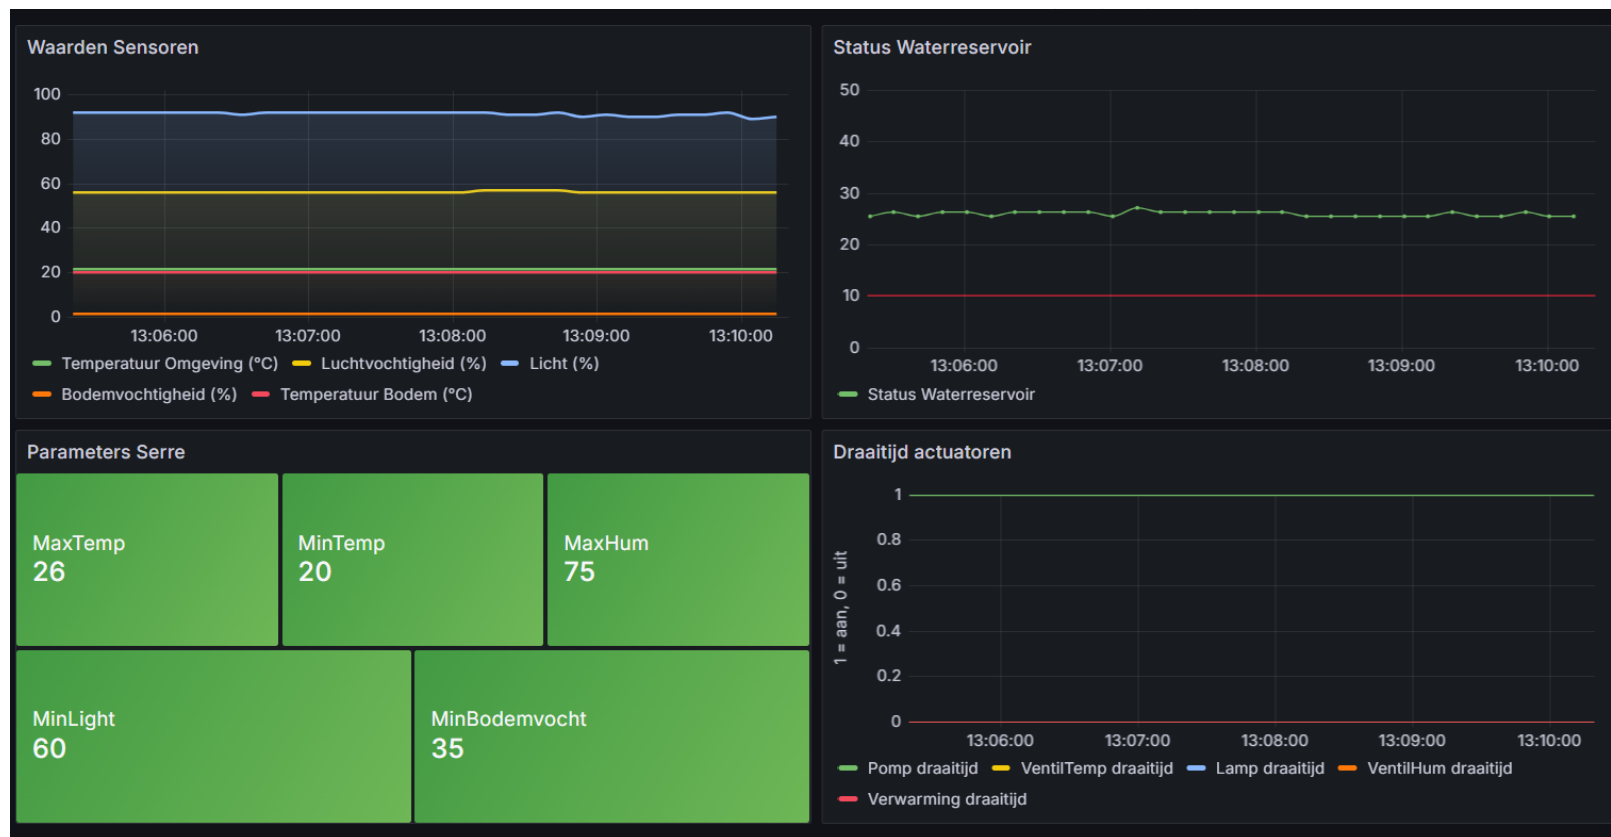 Waarden Sensoren
100
80
60
40
20
0
13:06:00 13:07:00 13:08:00 13:09:00 13:10:00
Temperatuur Omgeving (°C) Luchtvochtigheid (%) Licht (%)
Bodemvochtigheid (%) Temperatuur Bodem (°C)
Status Waterreservoir
50
40
30
20
10
0
13:06:00 13:07:00 13:08:00 13:09:00 13:10:00
Status Waterreservoir
Parameters Serre
MaxTemp
26
MinTemp
20
MaxHum
75
MinLight
60
MinBodemvocht
35
Draaitijd actuatoren
1 = aan, 0 = uit
1
0.8
0.6
0.4
0.2
0
13:06:00 13:07:00 13:08:00 13:09:00 13:10:00
Pomp draaitijd VentilTemp draaitijd Lamp draaitijd VentilHum draaitijd
Verwarming draaitijd